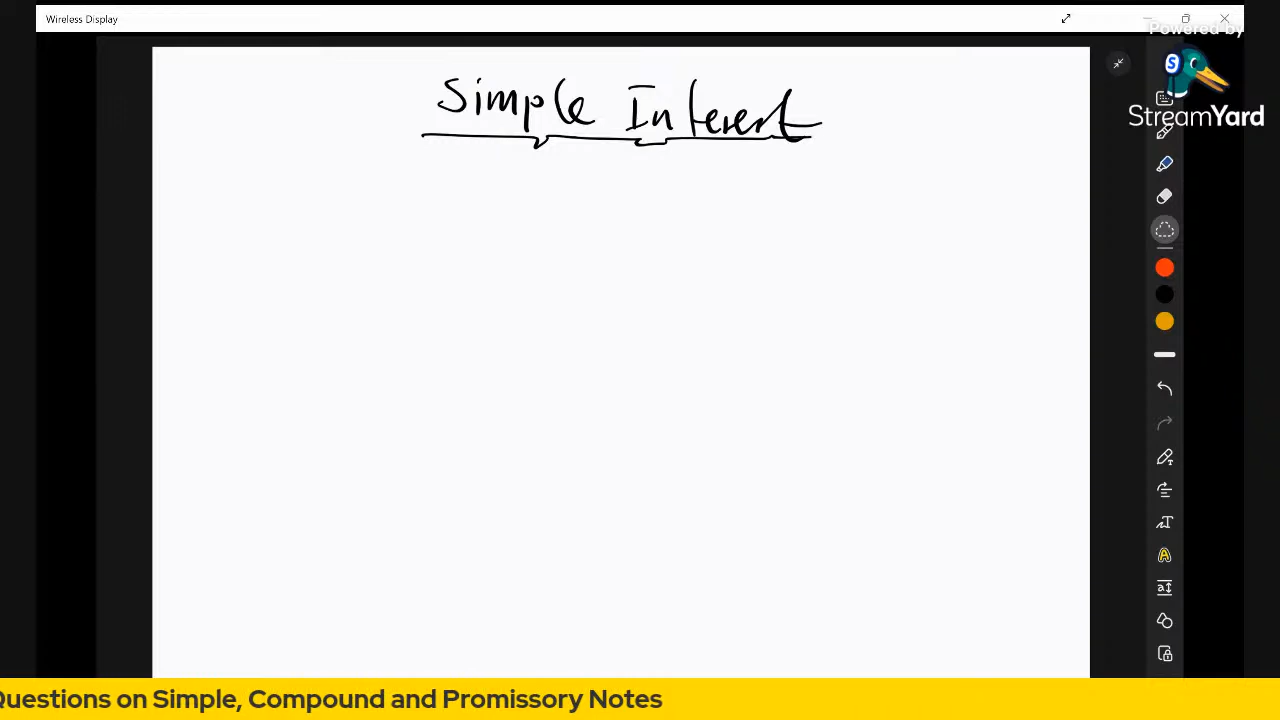 Wireless Display
Powered by
StreamYard
Simple Interest
Questions on Simple, Compound and Promissory Notes